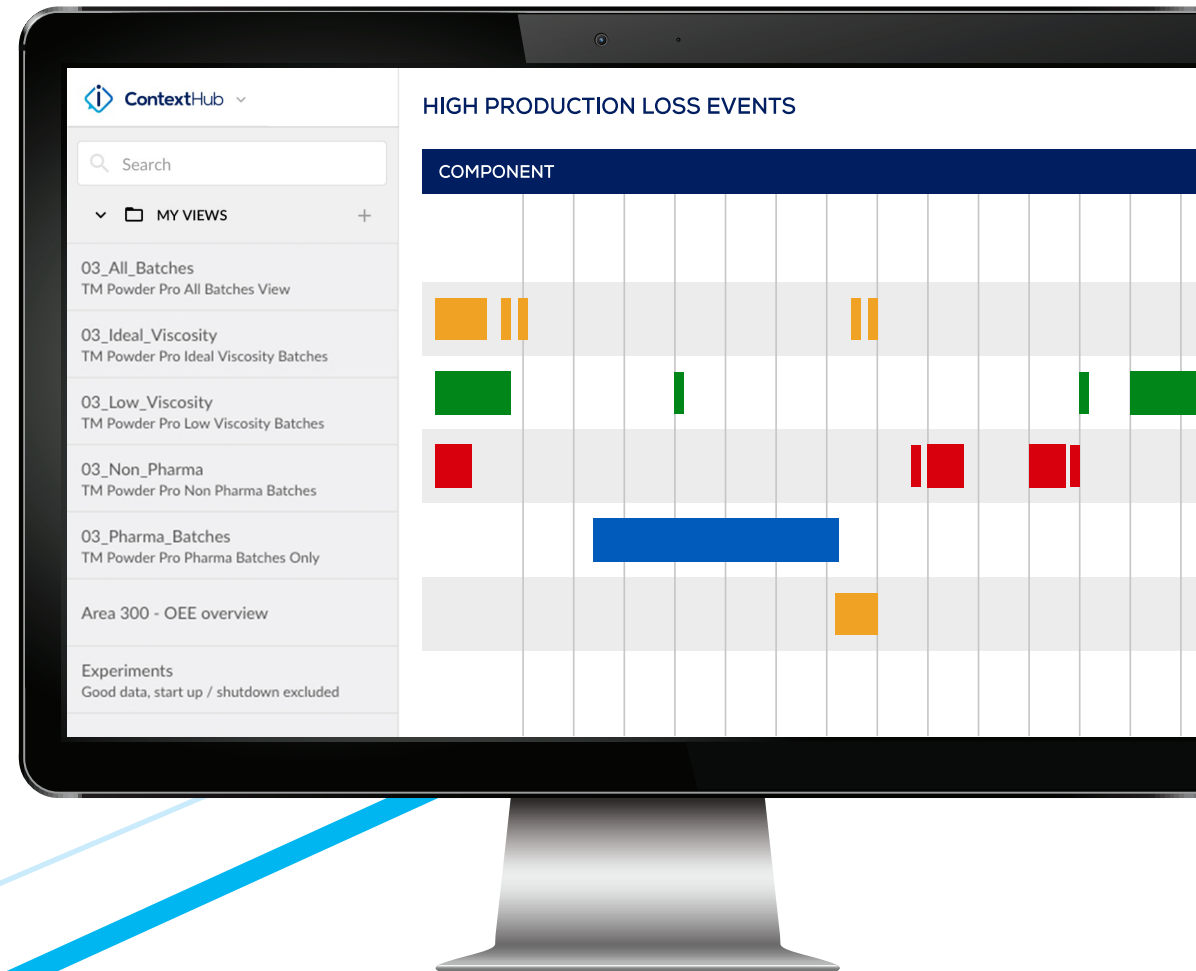 ContextHub
Search
MY VIEWS
03_All_Batches
TM Powder Pro All Batches View
03_Ideal_Viscosity
TM Powder Pro Ideal Viscosity Batches
03_Low_Viscosity
TM Powder Pro Low Viscosity Batches
03_Non_Pharma
TM Powder Pro Non Pharma Batches
03_Pharma_Batches
TM Powder Pro Pharma Batches Only
Area 300 - OEE overview
Experiments
Good data, start up / shutdown excluded
HIGH PRODUCTION LOSS EVENTS
COMPONENT